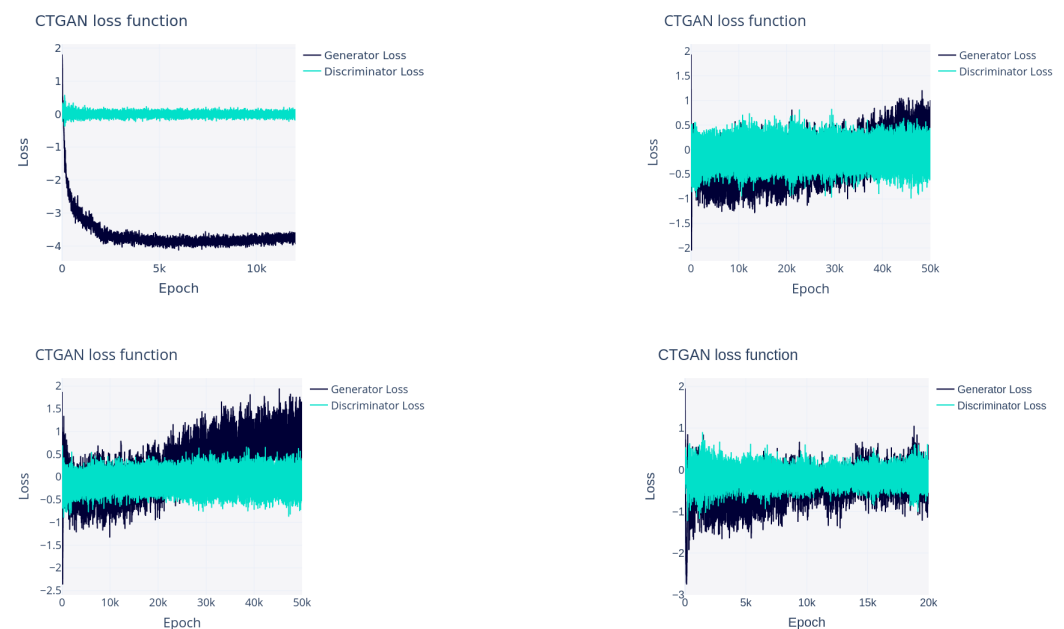 CTGAN loss function
2
1
0
−1
−2
−3
−4
Loss
0
5k
10k
Epoch
Generator Loss
Discriminator Loss
CTGAN loss function
2
1.5
1
0.5
0
−0.5
−1
−1.5
−2
Loss
0
10k
20k
30k
40k
50k
Epoch
Generator Loss
Discriminator Loss
CTGAN loss function
2
1.5
1
0.5
0
−0.5
−1
−1.5
−2
−2.5
Loss
0
10k
20k
30k
40k
50k
Epoch
Generator Loss
Discriminator Loss
CTGAN loss function
2
1
0
−1
−2
−3
Loss
0
5k
10k
15k
20k
Epoch
Generator Loss
Discriminator Loss